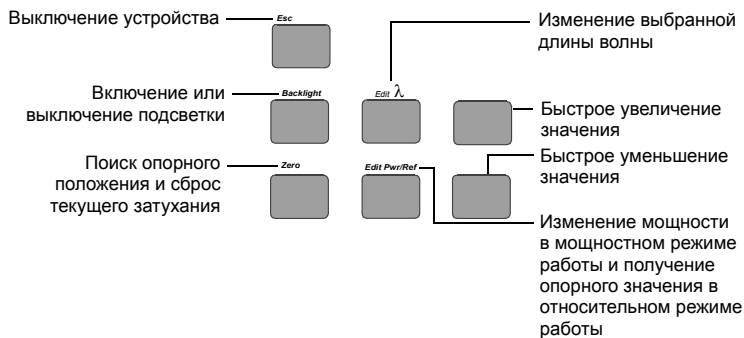 Выключение устройства
Esc
Изменение выбранной
длины волны
Включение или
выключение подсветки
Backlight
Edit λ
Быстрое увеличение
значения
Поиск опорного
положения и сброс
текущего затухания
Zero
Edit Pwr/Ref
Быстрое уменьшение
значения
Изменение мощности
в мощностном режиме
работы и получение
опорного значения в
относительном режиме
работы